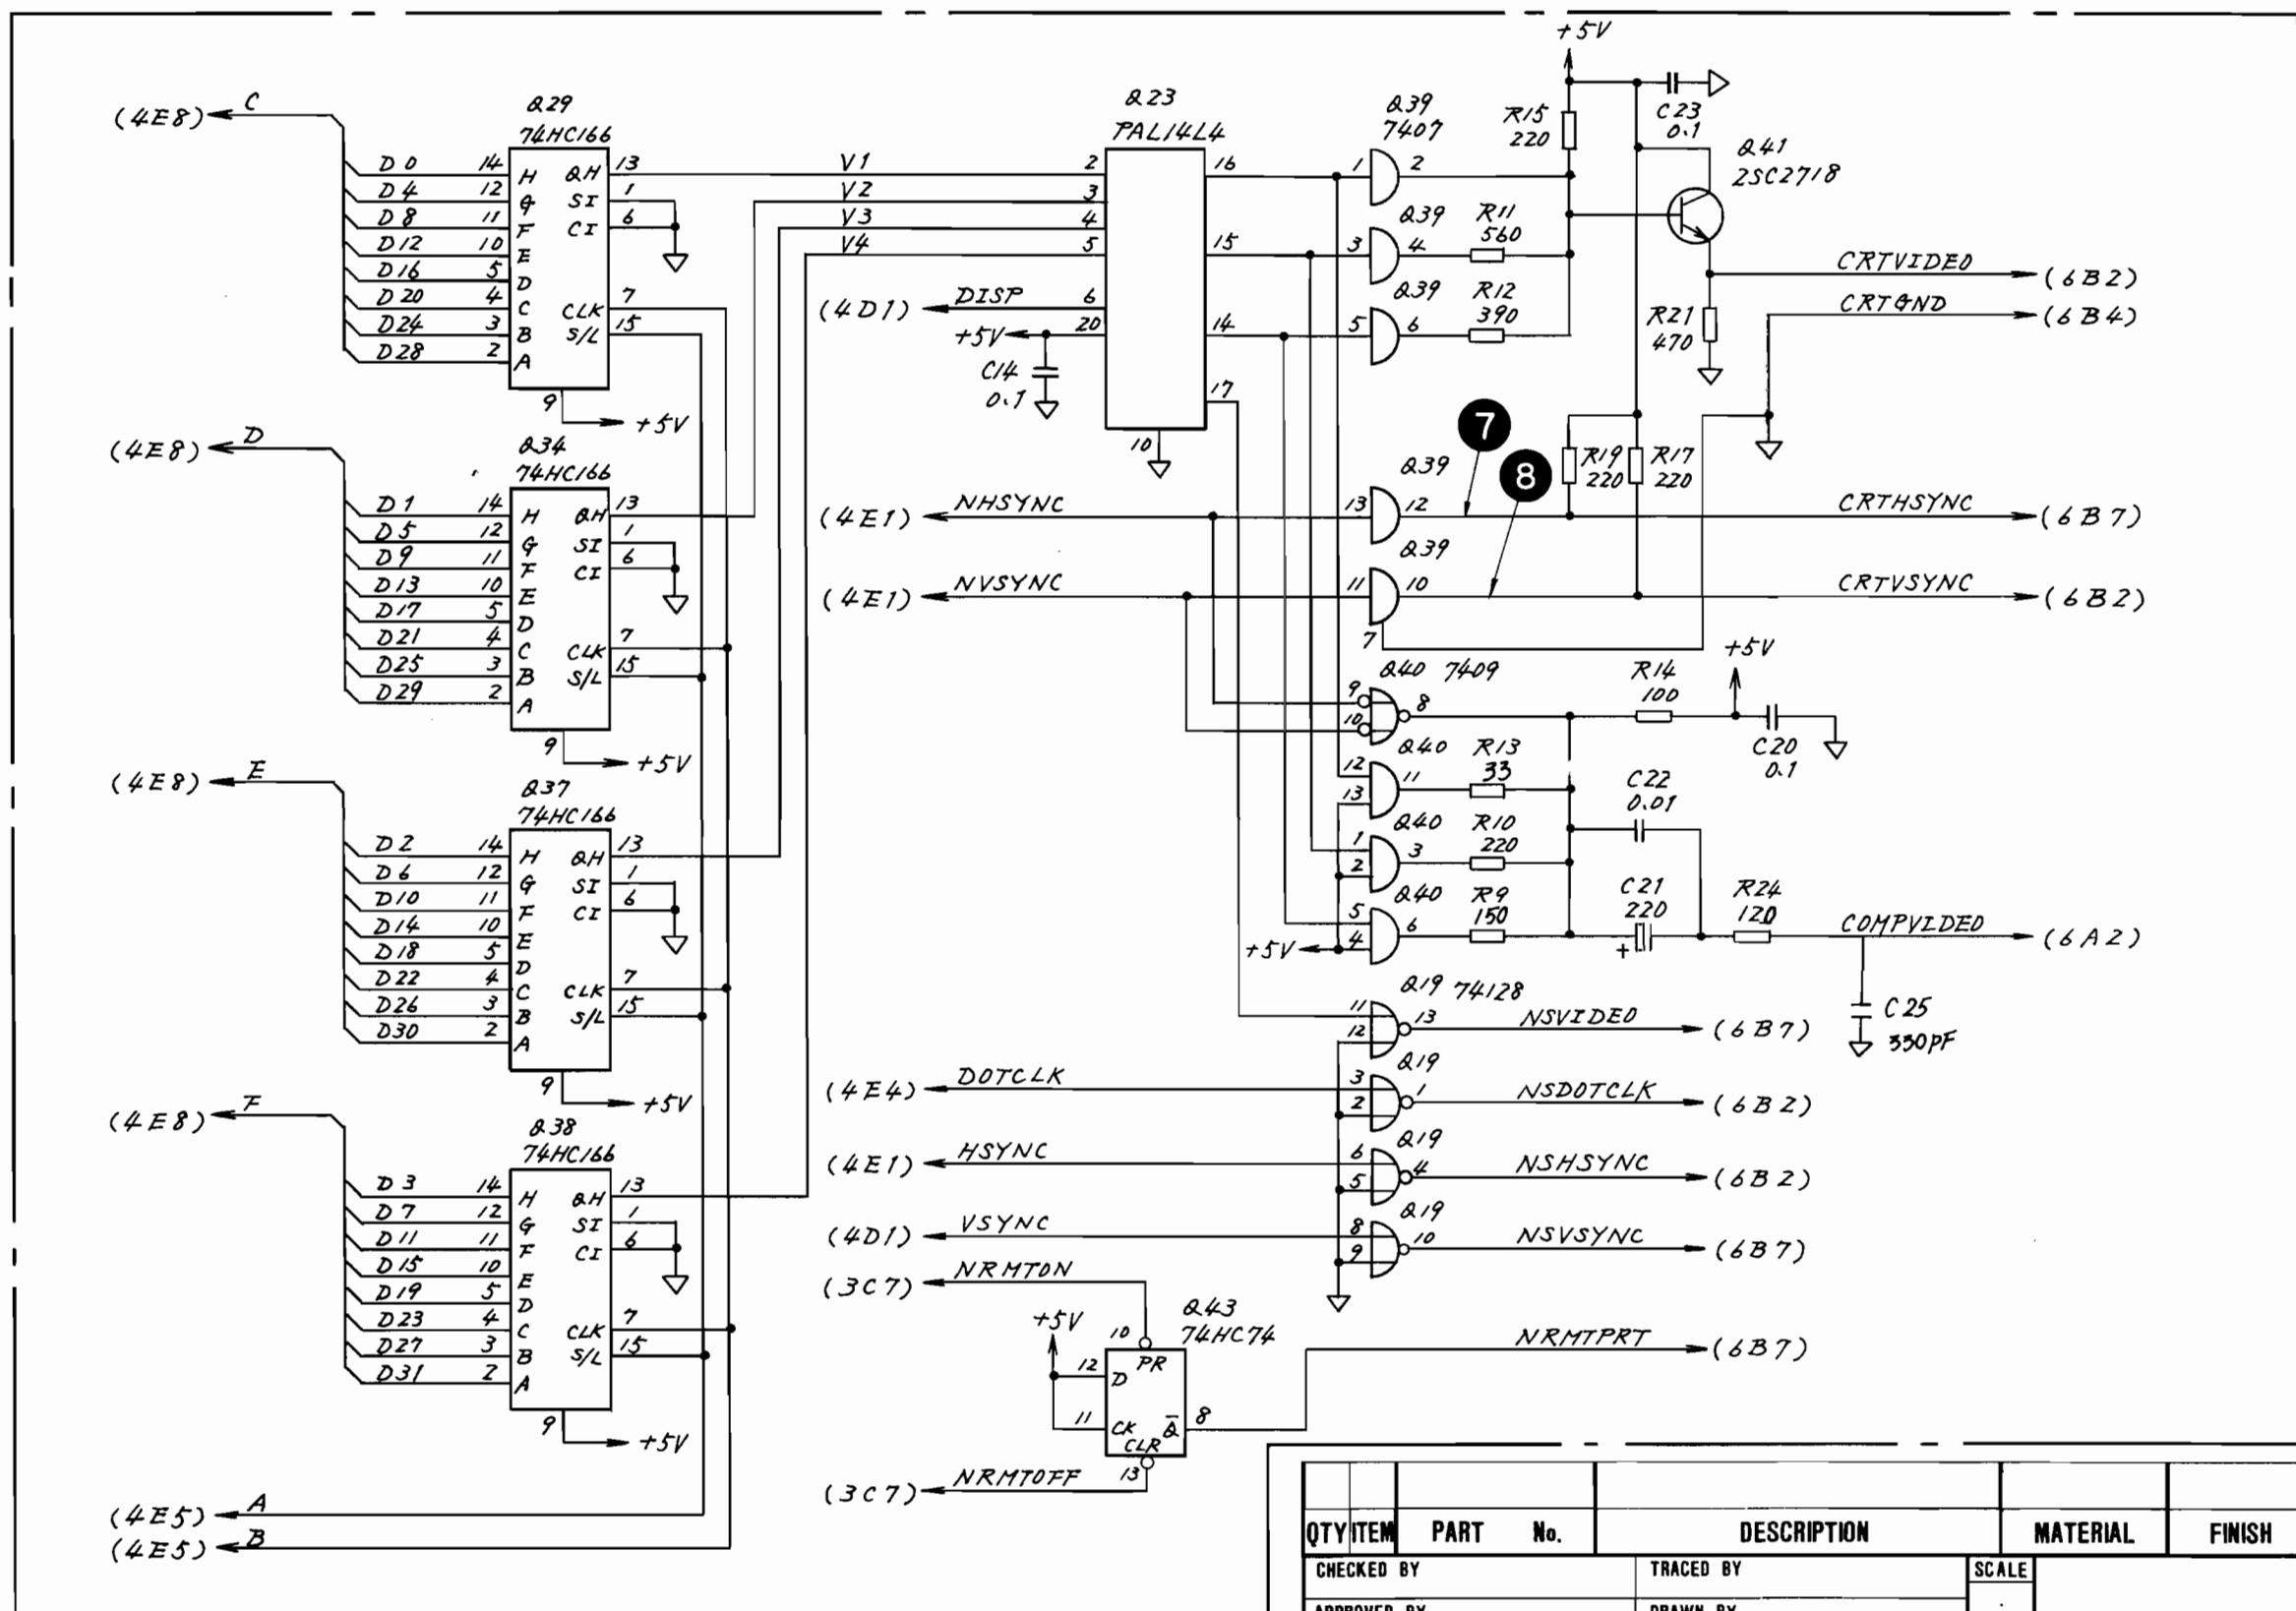 (4E8) C
Q29
74HC166
D0 14 H QH 13 V1
D4 12 G SI 1
D8 11 F CI 6
D12 10 E
D16 5 D
D20 4 C CLK 7
D24 3 B S/L 15
D28 2 A
9 +5V
(4E8) D
Q34
74HC166
D1 14 H QH 13
D5 12 G SI 1
D9 11 F CI 6
D13 10 E
D17 5 D
D21 4 C CLK 7
D25 3 B S/L 15
D29 2 A
9 +5V
(4E8) E
Q37
74HC166
D2 14 H QH 13
D6 12 G SI 1
D10 11 F CI 6
D14 10 E
D18 5 D
D22 4 C CLK 7
D26 3 B S/L 15
D30 2 A
9 +5V
(4E8) F
Q38
74HC166
D3 14 H QH 13
D7 12 G SI 1
D11 11 F CI 6
D15 10 E
D19 5 D
D23 4 C CLK 7
D27 3 B S/L 15
D31 2 A
9 +5V
(4E5) A
(4E5) B
Q23
PAL14L4
2 16
V2 3
V3 4
V4 5 15
(4D1) DISP 6
+5V 20 14
C14
0.1
17
10
Q39
7407
1 2
Q39
3 4
R11
560
Q39
5 6
R12
390
+5V
R15
220
C23
0.1
Q41
2SC2718
R21
470
CRTVIDEO (6B2)
CRTGND (6B4)
7
8
R19
220
R17
220
(4E1) NHSYNC 13 Q39 12 CRTHSYNC (6B7)
(4E1) NVSYNC 11 Q39 10 CRTVSYNC (6B2)
7
Q40 7409
9
10
8
R14
100
+5V
C20
0.1
Q40
12
13
11
R13
33
Q40
1
2
3
R10
220
Q40
5
+5V 4
6
R9
150
C22
0.01
C21
220
+
R24
120
COMPVIDEO (6A2)
C25
330PF
Q19 74128
11
12
13
NSVIDEO (6B7)
(4E4) DOTCLK 3
2
Q19
1
NSDOTCLK (6B2)
(4E1) HSYNC 6
5
Q19
4
NSHSYNC (6B2)
(4D1) VSYNC 8
9
Q19
10
NSVSYNC (6B7)
(3C7) NRMTON
+5V
Q43
74HC74
10 PR
12 D
11 CK Q̅ 8
CLR
13
NRMTPRT (6B7)
(3C7) NRMTOFF
QTY ITEM PART No. DESCRIPTION MATERIAL FINISH
CHECKED BY TRACED BY SCALE
APPROVED BY DRAWN BY